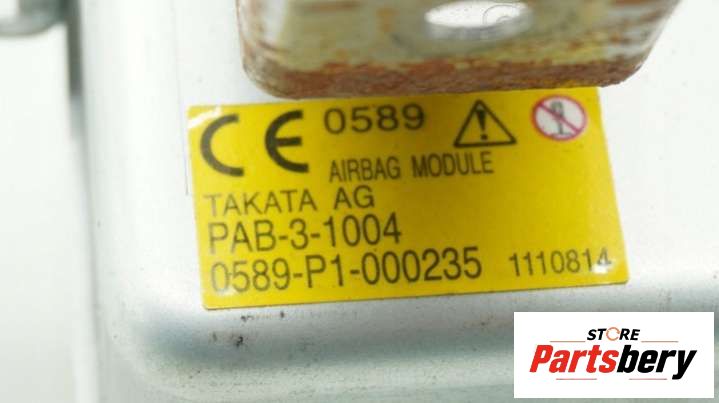 CE 0589
AIRBAG MODULE
TAKATA AG
PAB-3-1004
0589-P1-000235 1110814
STORE
Partsbery